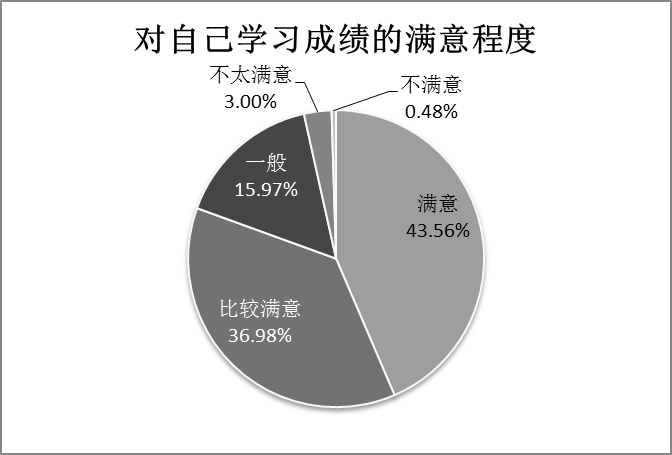 对自己学习成绩的满意程度
不太满意
3.00%
不满意
0.48%
一般
15.97%
满意
43.56%
比较满意
36.98%